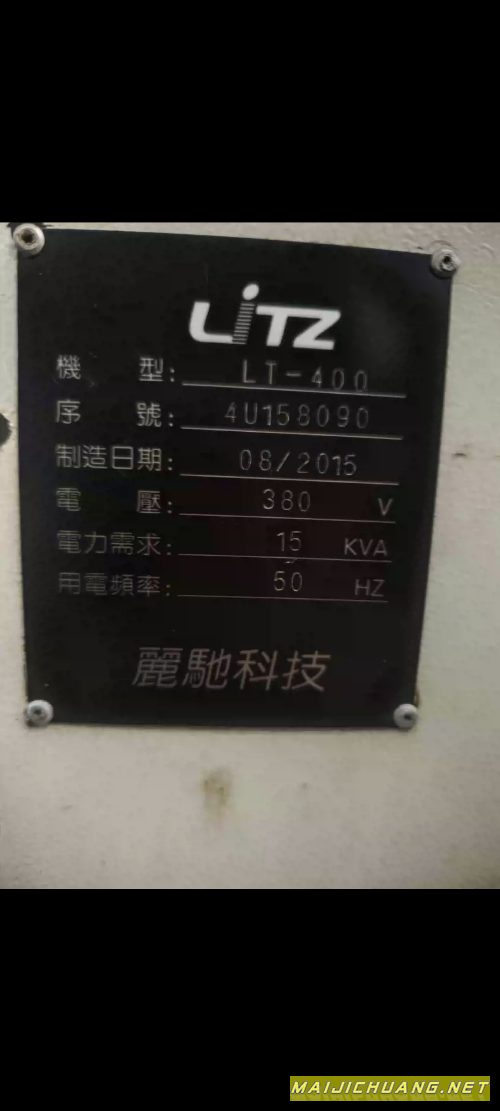 LiTZ
機 型: LT-400
序 號: 4U158090
制造日期: 08/2015
電 壓: 380 V
電力需求: 15 KVA
用電頻率: 50 HZ
麗馳科技
MAIJICHUANG.NET